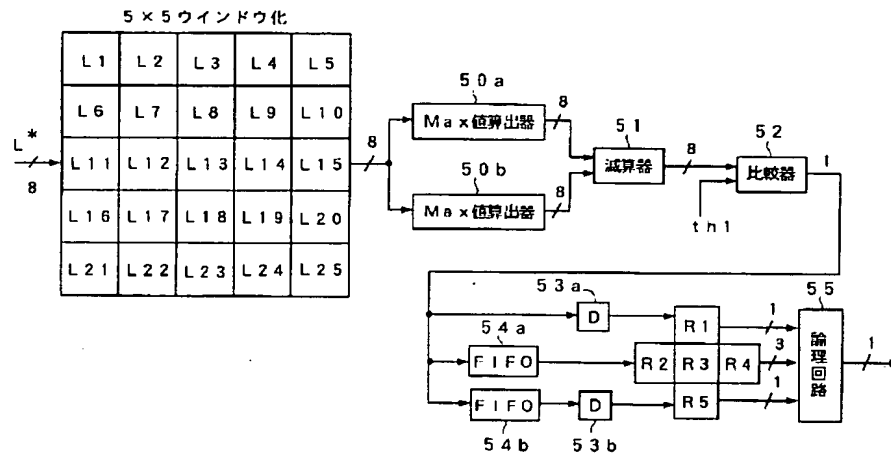 5×5ウインドウ化
L1 L2 L3 L4 L5
L6 L7 L8 L9 L10
L11 L12 L13 L14 L15
L16 L17 L18 L19 L20
L21 L22 L23 L24 L25
L*
8
8
50a
Max値算出器
8
50b
Max値算出器
8
51
減算器
8
52
比較器
1
th1
53a
D
54a
FIFO
FIFO
54b
D
53b
R1
R2 R3 R4
R5
1
3
1
55
論理回路
1